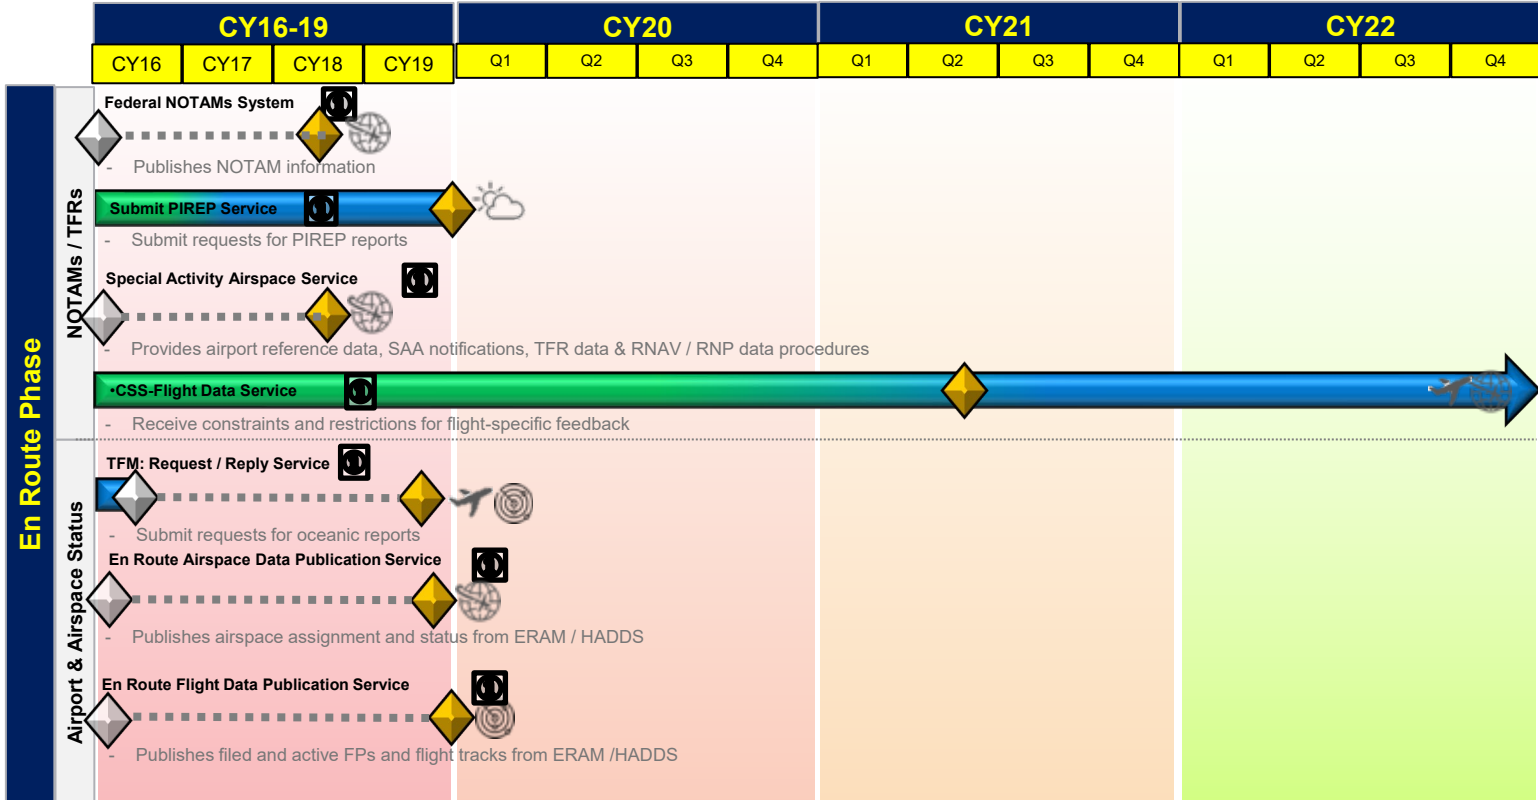 CY16-19 CY20 CY21 CY22
CY16 CY17 CY18 CY19 Q1 Q2 Q3 Q4 Q1 Q2 Q3 Q4 Q1 Q2 Q3 Q4
En Route Phase
NOTAMs / TFRs
Federal NOTAMs System
- Publishes NOTAM information
Submit PIREP Service
- Submit requests for PIREP reports
Special Activity Airspace Service
- Provides airport reference data, SAA notifications, TFR data & RNAV / RNP data procedures
•CSS-Flight Data Service
- Receive constraints and restrictions for flight-specific feedback
Airport & Airspace Status
TFM: Request / Reply Service
- Submit requests for oceanic reports
En Route Airspace Data Publication Service
- Publishes airspace assignment and status from ERAM / HADDS
En Route Flight Data Publication Service
- Publishes filed and active FPs and flight tracks from ERAM /HADDS